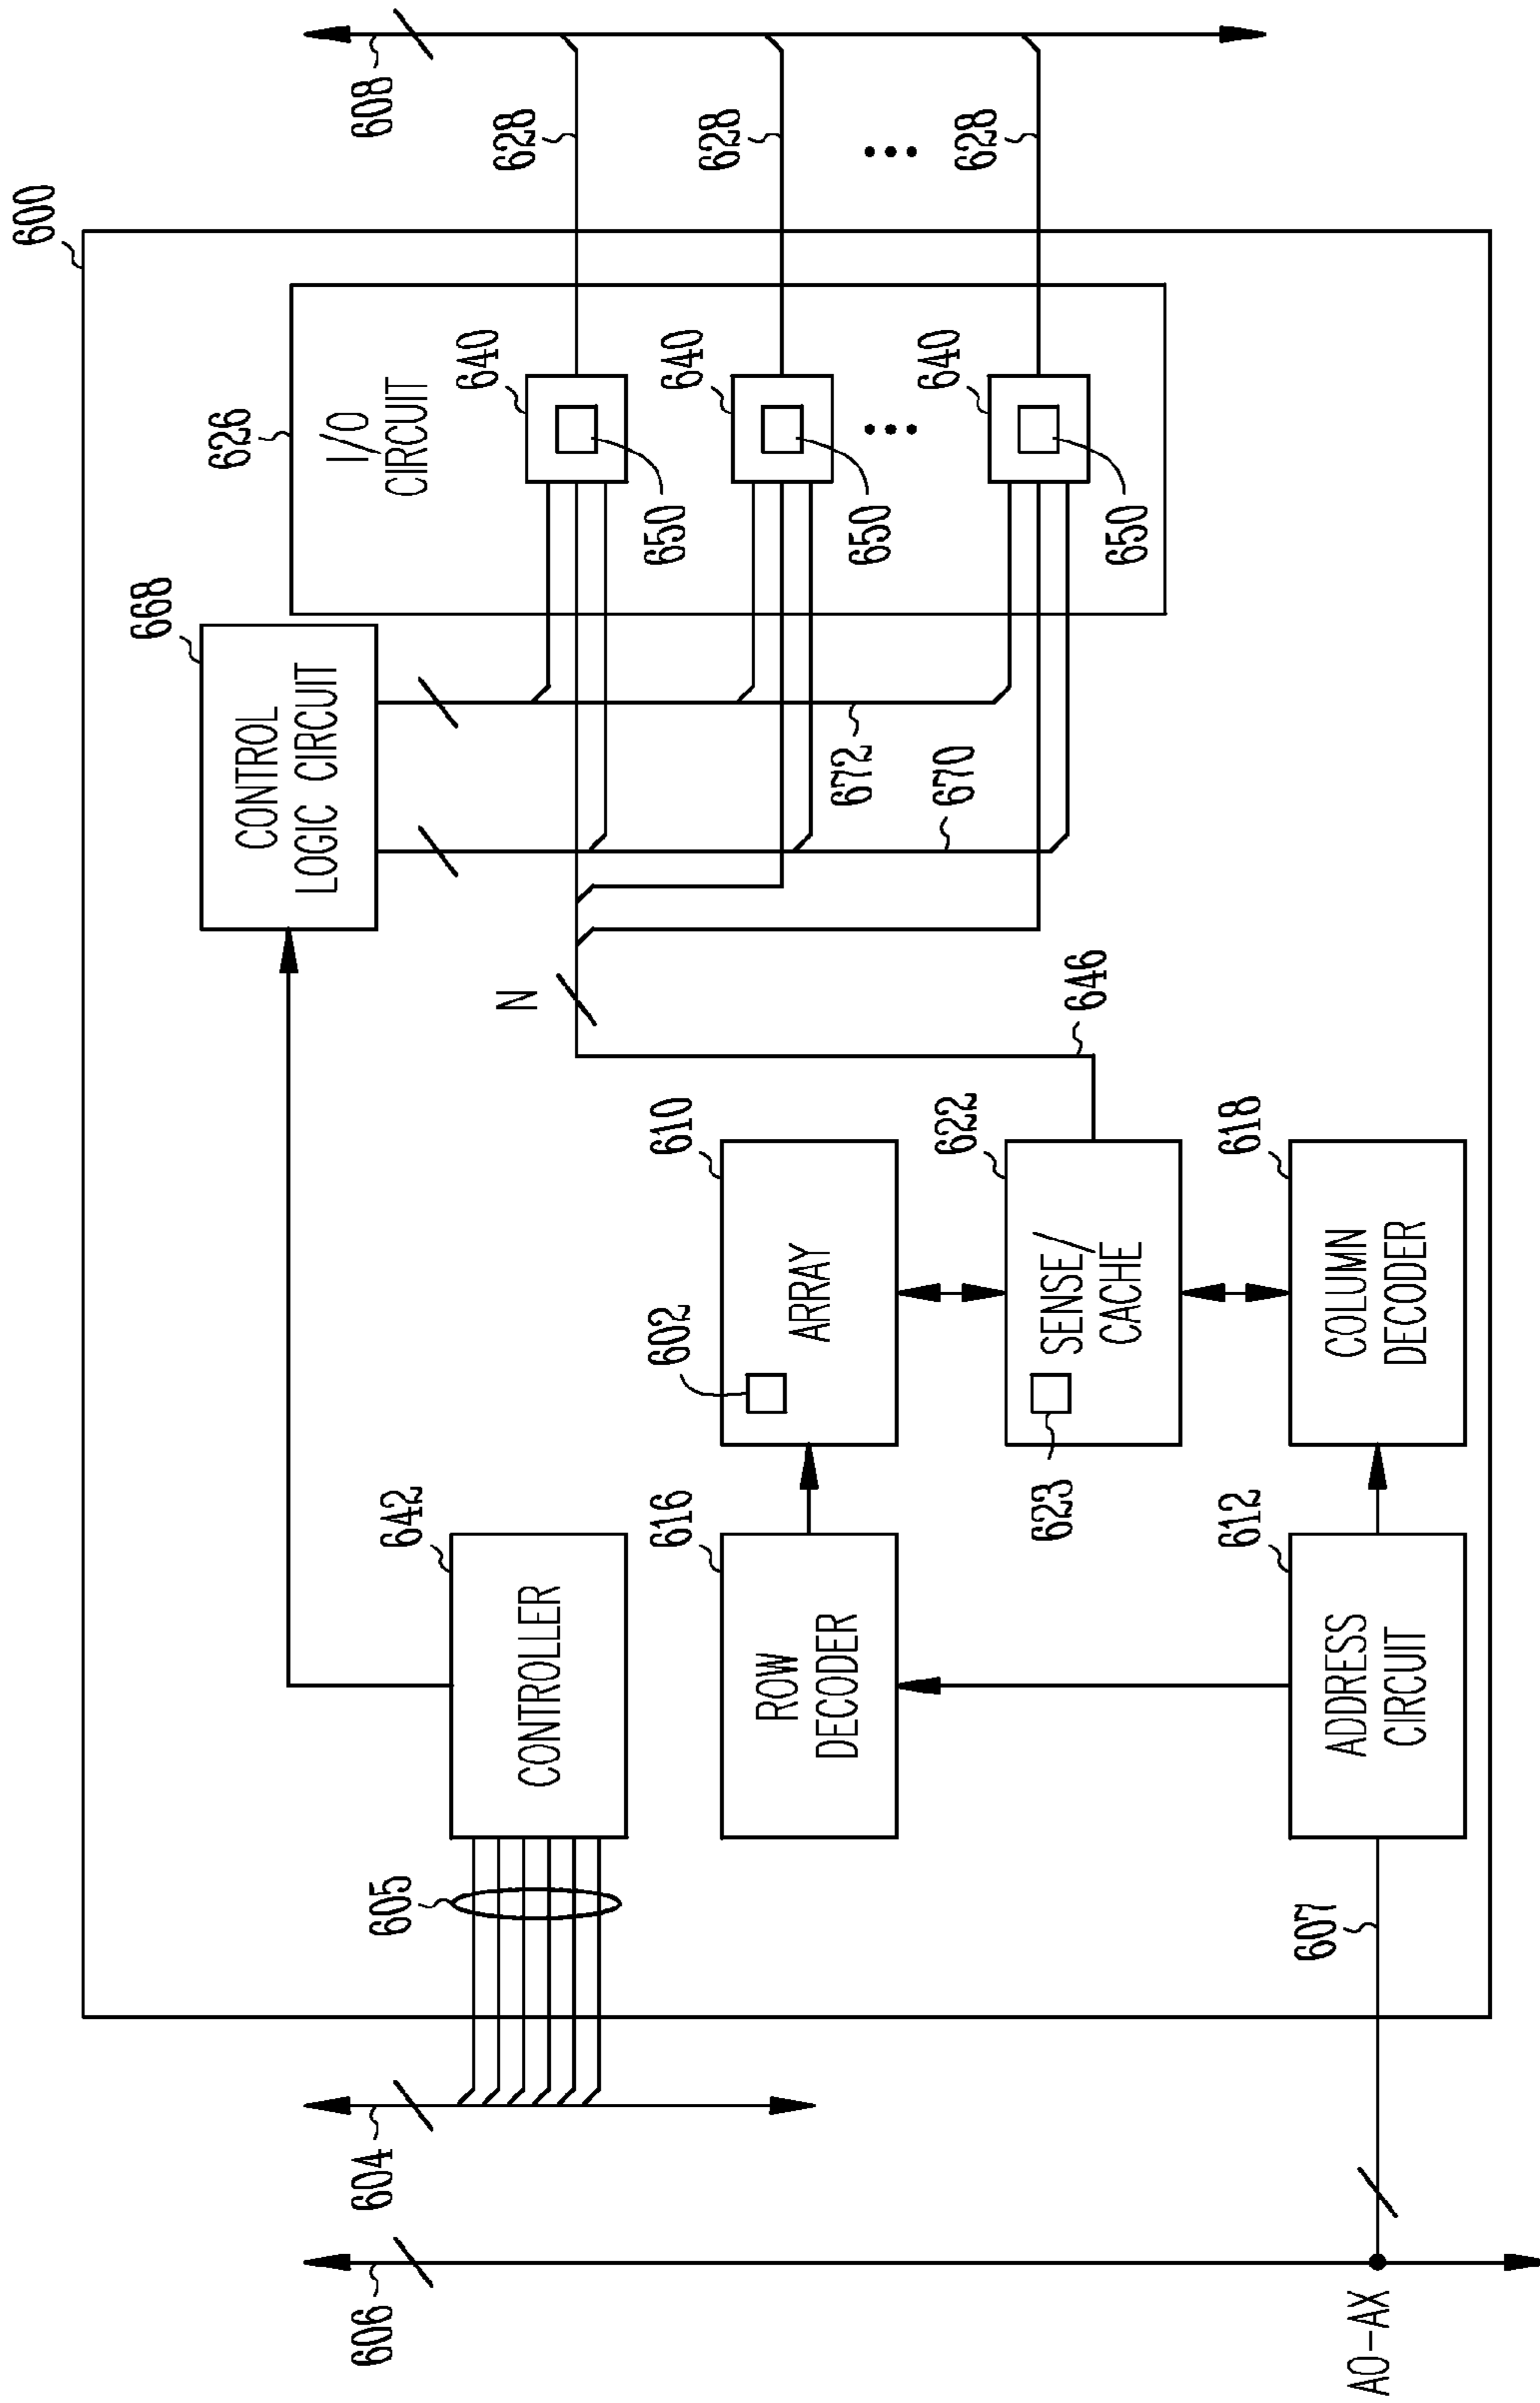 600
608
628
628
628
626
I/O
CIRCUIT
640
640
640
650
650
650
668
CONTROL
LOGIC CIRCUIT
672
670
N
646
610
ARRAY
602
622
SENSE/
CACHE
623
618
COLUMN
DECODER
642
CONTROLLER
616
ROW
DECODER
612
ADDRESS
CIRCUIT
605
607
604
606
A0-AX